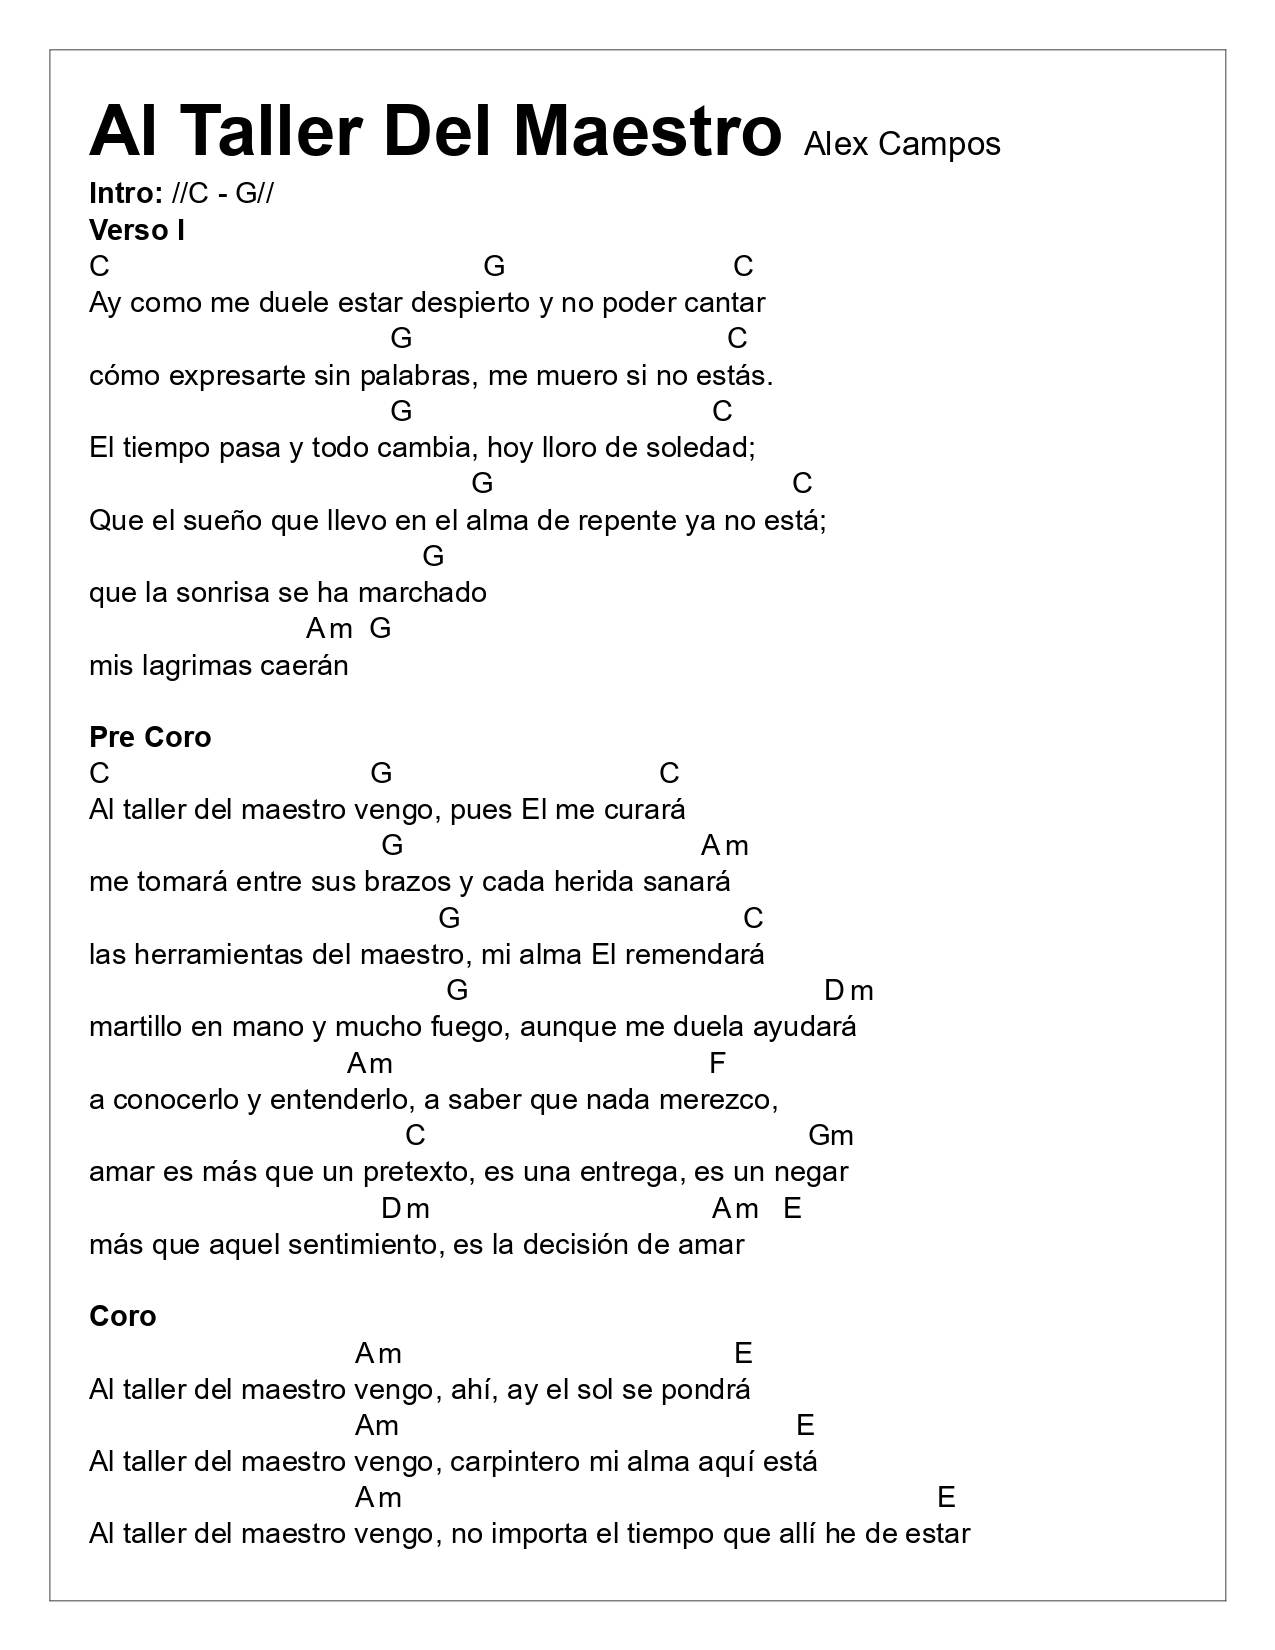 Al Taller Del Maestro Alex Campos
Intro: //C - G//
Verso I
C G C
Ay como me duele estar despierto y no poder cantar
G C
cómo expresarte sin palabras, me muero si no estás.
G C
El tiempo pasa y todo cambia, hoy lloro de soledad;
G C
Que el sueño que llevo en el alma de repente ya no está;
G
que la sonrisa se ha marchado
Am G
mis lagrimas caerán
Pre Coro
C G C
Al taller del maestro vengo, pues El me curará
G Am
me tomará entre sus brazos y cada herida sanará
G C
las herramientas del maestro, mi alma El remendará
G Dm
martillo en mano y mucho fuego, aunque me duela ayudará
Am F
a conocerlo y entenderlo, a saber que nada merezco,
C Gm
amar es más que un pretexto, es una entrega, es un negar
Dm Am E
más que aquel sentimiento, es la decisión de amar
Coro
Am E
Al taller del maestro vengo, ahí, ay el sol se pondrá
Am E
Al taller del maestro vengo, carpintero mi alma aquí está
Am E
Al taller del maestro vengo, no importa el tiempo que allí he de estar